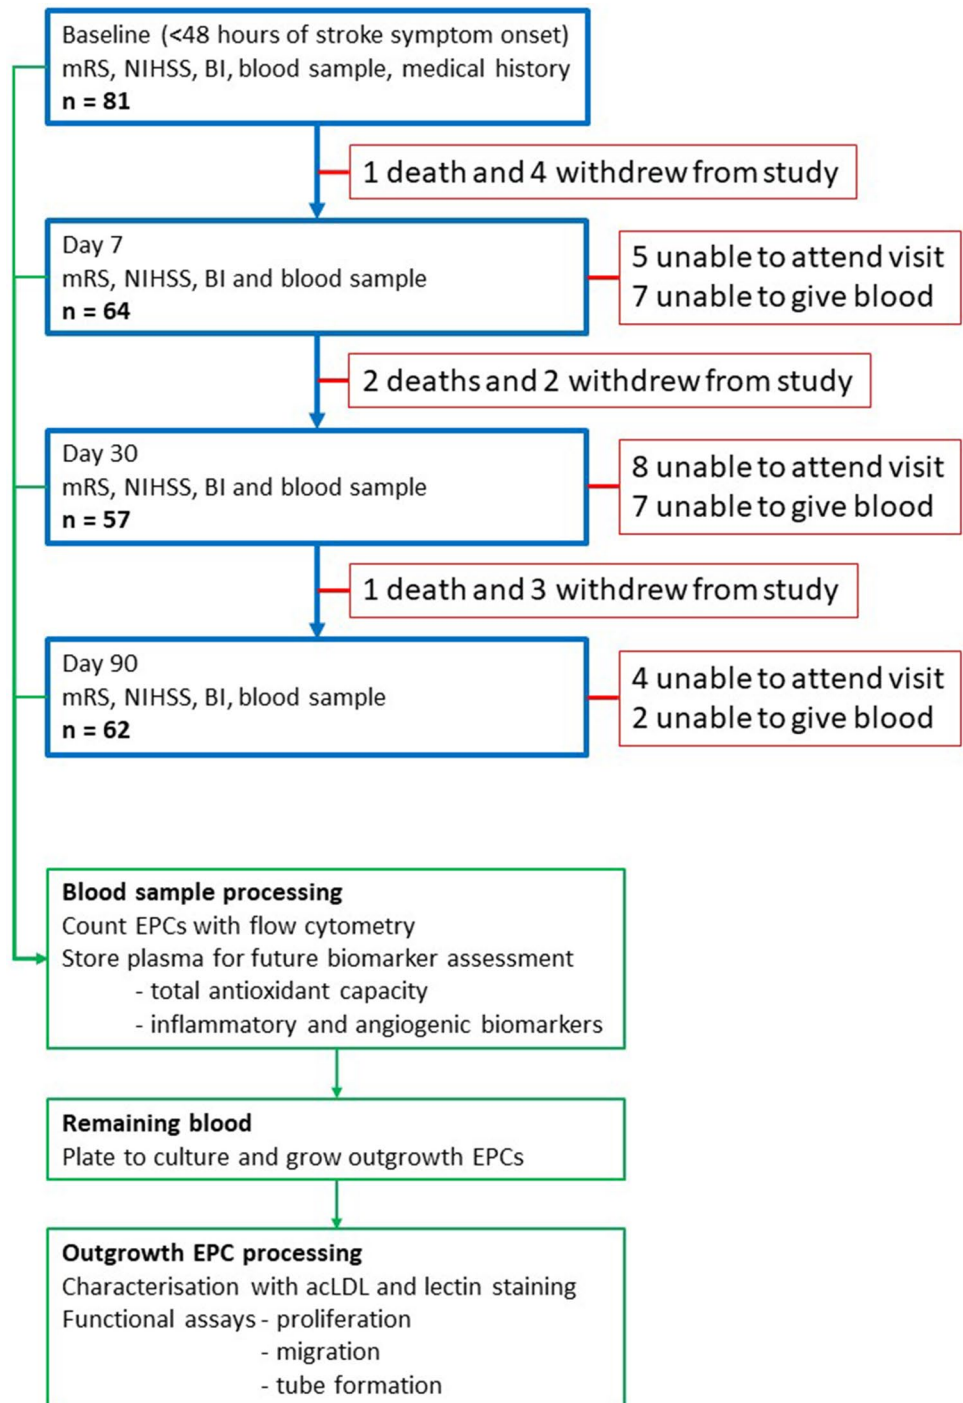 Baseline (<48 hours of stroke symptom onset)
mRS, NIHSS, BI, blood sample, medical history
n = 81
1 death and 4 withdrew from study
Day 7
mRS, NIHSS, BI and blood sample
n = 64
5 unable to attend visit
7 unable to give blood
2 deaths and 2 withdrew from study
Day 30
mRS, NIHSS, BI and blood sample
n = 57
8 unable to attend visit
7 unable to give blood
1 death and 3 withdrew from study
Day 90
mRS, NIHSS, BI, blood sample
n = 62
4 unable to attend visit
2 unable to give blood
Blood sample processing
Count EPCs with flow cytometry
Store plasma for future biomarker assessment
- total antioxidant capacity
- inflammatory and angiogenic biomarkers
Remaining blood
Plate to culture and grow outgrowth EPCs
Outgrowth EPC processing
Characterisation with acLDL and lectin staining
Functional assays - proliferation
- migration
- tube formation